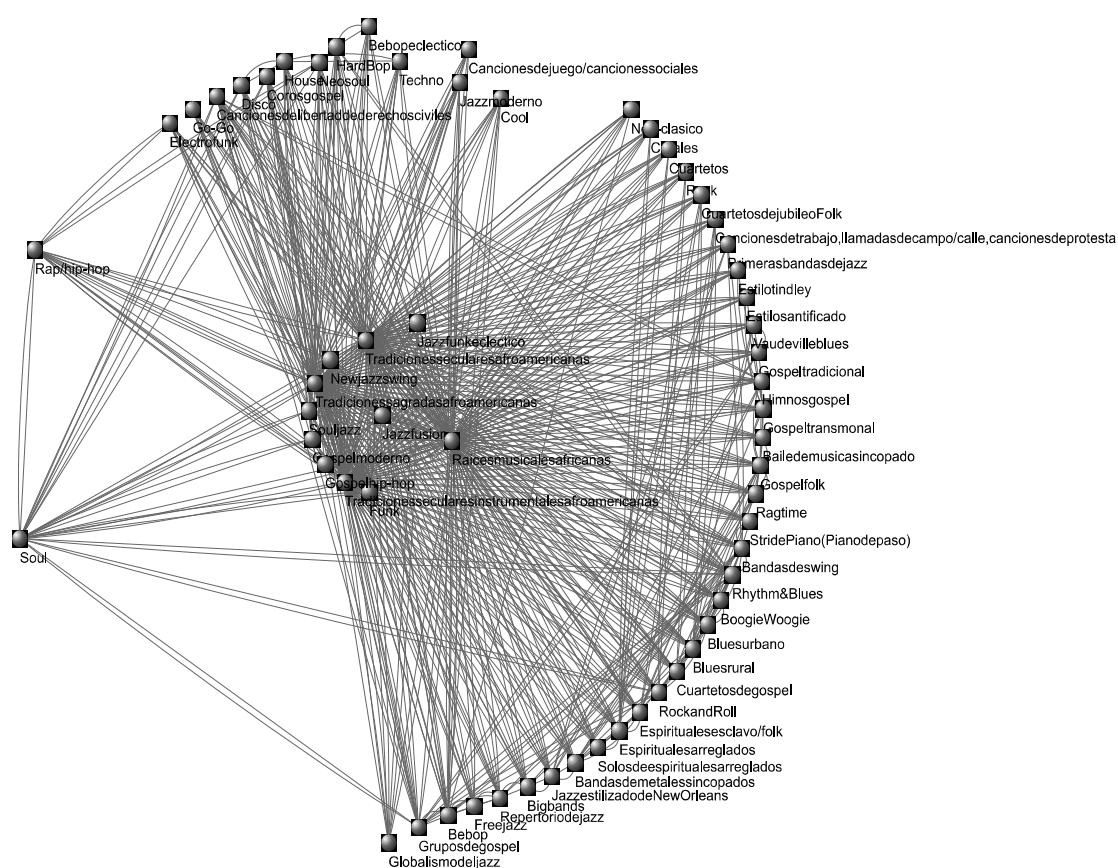 Bebopeclectico
HardBop
Cancionesdejuego/cancionessociales
House
Neosoul
Techno
Corosgospel
Jazzmoderno
Disco
Cancionesdelibertaddederechosciviles
Cool
Go-Go
Electrofunk
Cuartetos
CuartetosdejubileoFolk
Cancionesdetrabajo,llamadasdecampo/calle,cancionesdeprotesta
Primerasbandasdejazz
Rap/hip-hop
Estilotindley
Estilosantificado
Jazzfunkeclectico
Vaudevilleblues
Tradicionessecularesafroamericanas
Gospeltradicional
Newjazzswing
Himnosgospel
Tradicionessagradasafroamericanas
Souljazz
Gospeltransmonal
Jazzfusion
Gospelmoderno
Raicesmusicalesafricanas
Bailedemusicasincopado
Gospelhip-hop
Gospelfolk
Tradicionessecularesinstrumentalesafroamericanas
Funk
Ragtime
StridePiano(Pianodepaso)
Soul
Bandasdeswing
Rhythm&Blues
BoogieWoogie
Bluesurbano
Bluesrural
Cuartetosdegospel
RockandRoll
Espiritualesesclavo/folk
Espiritualesarreglados
Solosdeespiritualesarreglados
Bandasdemetalessincopados
JazzestilizadodeNewOrleans
Bigbands
Repertoriodejazz
Freejazz
Bebop
Gruposdegospel
Globalismodeljazz